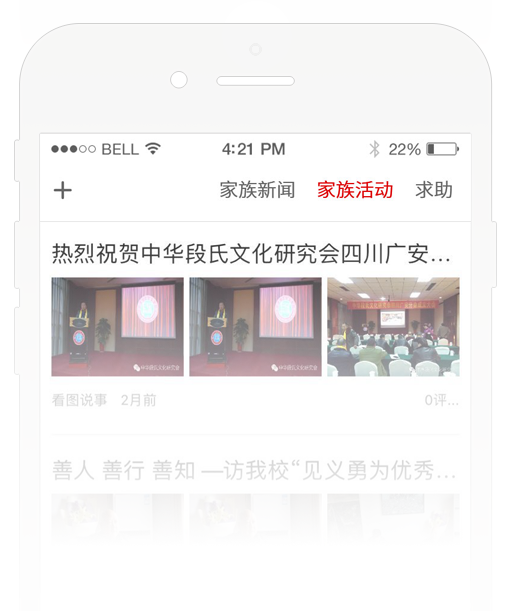 BELL 4:21 PM 22%
+ 家族新闻 家族活动 求助
热烈祝贺中华段氏文化研究会四川广安...
看图说事 2月前 0评...
善人 善行 善知 —访我校“见义勇为优秀...